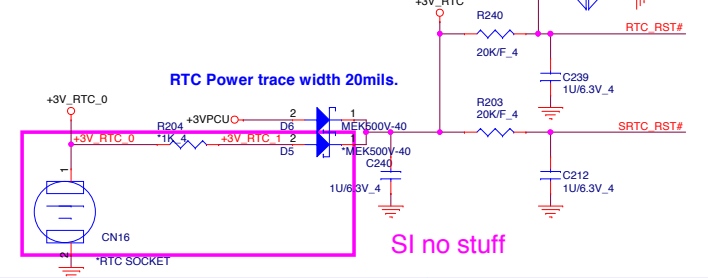 +3V_RTC
R240
RTC_RST#
20K/F_4
RTC Power trace width 20mils.
C239
1U/6.3V_4
+3V_RTC_0
+3VPCU
2
1
R203
20K/F_4
R204
D6
MEK500V-40
SRTC_RST#
+3V_RTC_0
*1K_4
+3V_RTC_1
2
1
D5
*MEK500V-40
C240
1
1U/6.3V_4
C212
1U/6.3V_4
CN16
SI no stuff
2
*RTC SOCKET